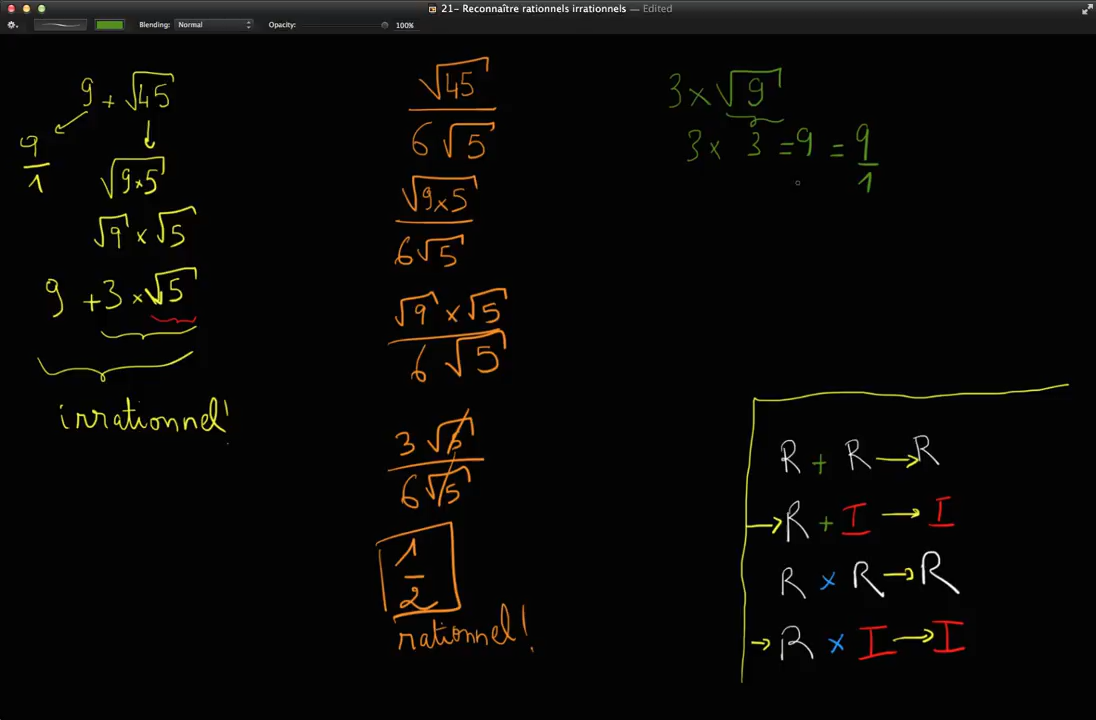 21- Reconnaître rationnels irrationnels — Edited
Blending: Normal Opacity: 100%
9 + √45
9/1
√(9×5)
√9 × √5
9 + 3 × √5
irrationnel!
√45 / 6√5
√(9×5) / 6√5
√9 × √5 / 6√5
3√5 / 6√5
1/2
rationnel!
3 × √9
3 × 3 = 9 = 9/1
R + R → R
→ R + I → I
R × R → R
→ R × I → I